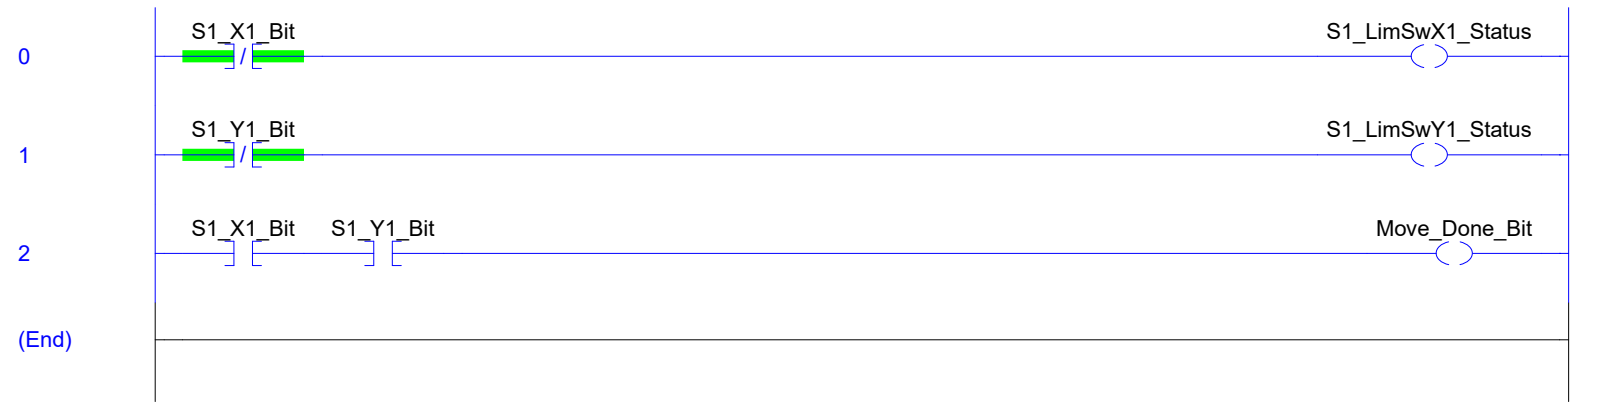 S1_X1_Bit S1_LimSwX1_Status
0
S1_Y1_Bit S1_LimSwY1_Status
1
S1_X1_Bit S1_Y1_Bit Move_Done_Bit
2
(End)